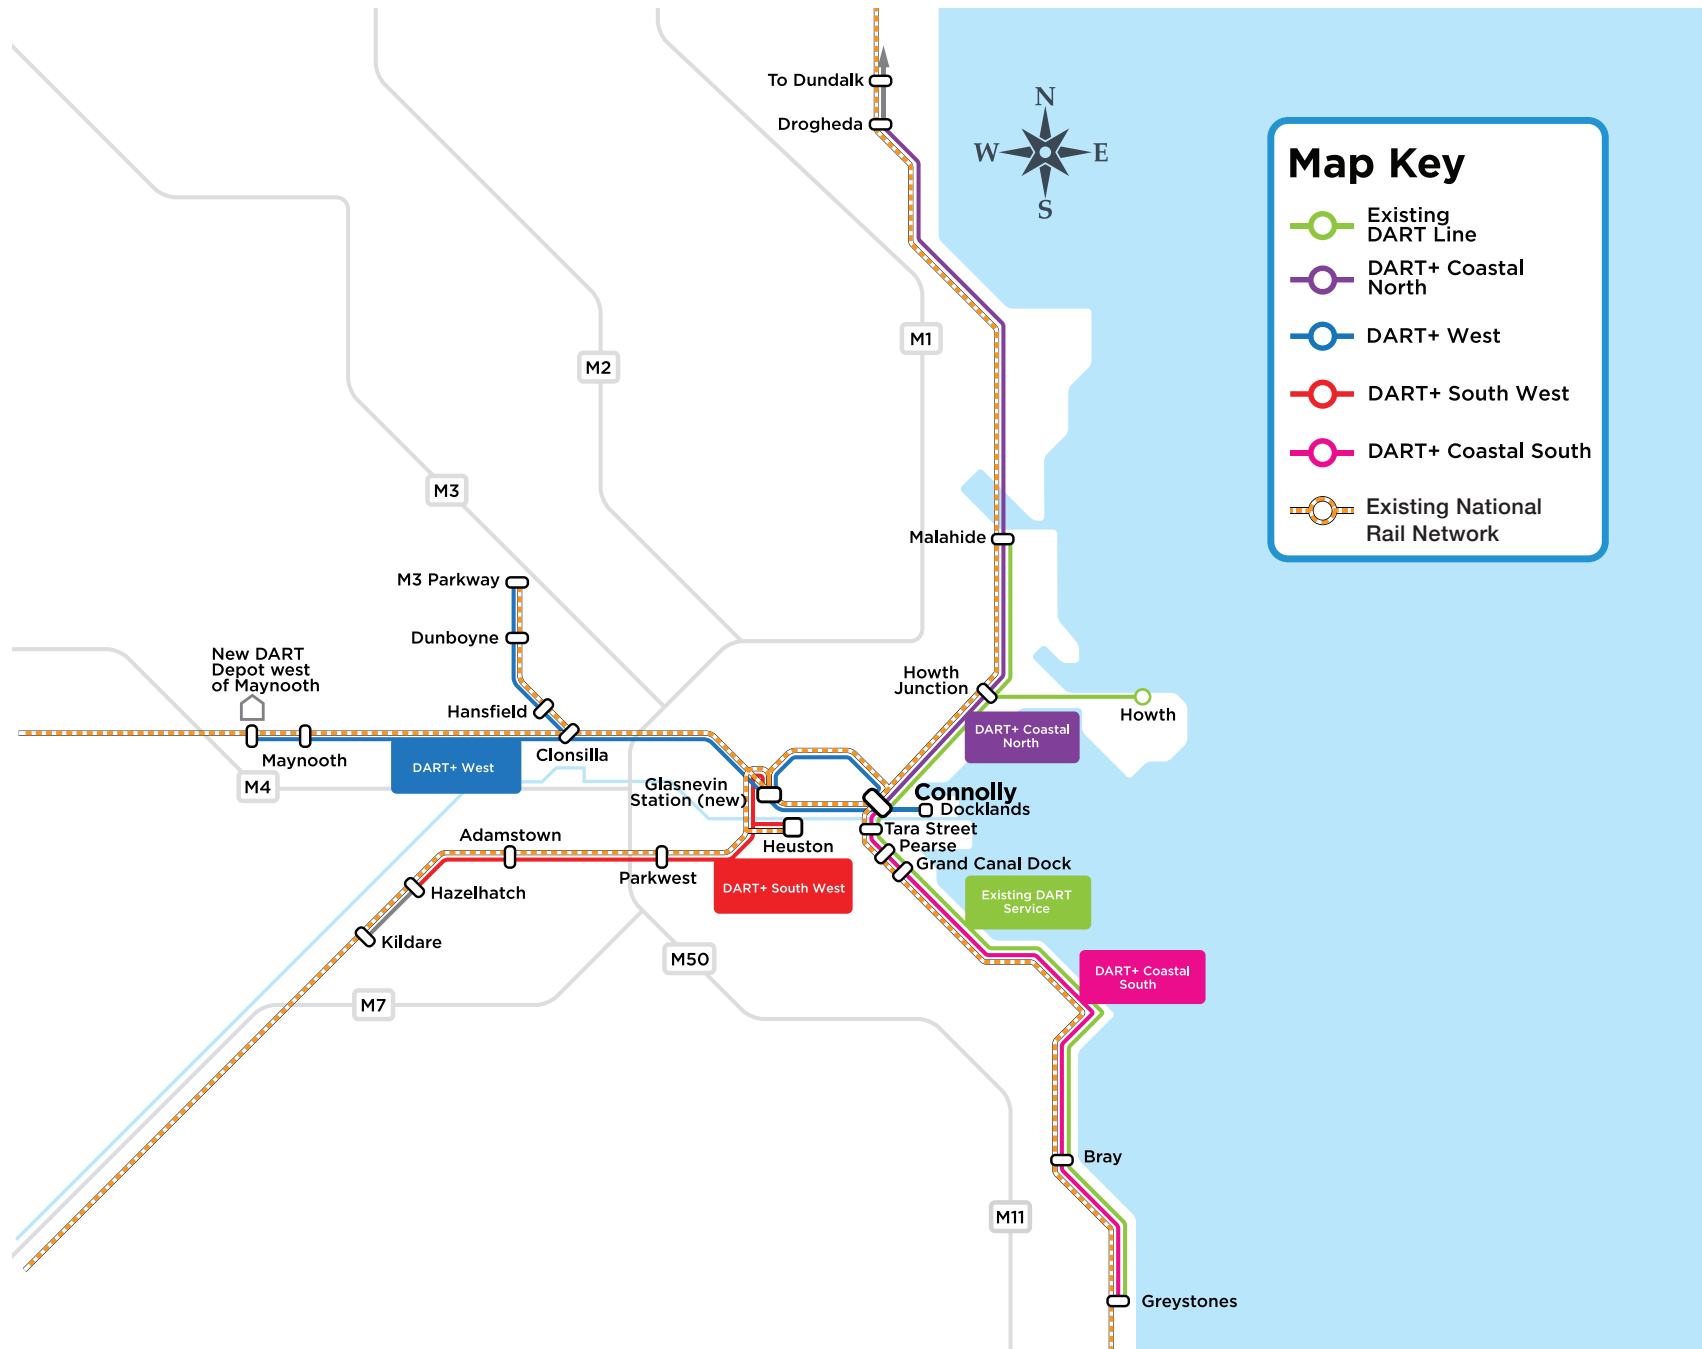 To Dundalk
Drogheda
N
W
E
S
Map Key
Existing
DART Line
DART+ Coastal
North
DART+ West
DART+ South West
DART+ Coastal South
Existing National
Rail Network
M1
M2
M3
Malahide
M3 Parkway
Dunboyne
New DART
Depot west
of Maynooth
Howth
Junction
Hansfield
Howth
DART+ Coastal
North
Maynooth
Clonsilla
DART+ West
M4
Glasnevin
Station (new)
Connolly
Docklands
Tara Street
Pearse
Grand Canal Dock
Adamstown
Heuston
Parkwest
DART+ South West
Hazelhatch
Existing DART
Service
Kildare
M50
DART+ Coastal
South
M7
Bray
M11
Greystones